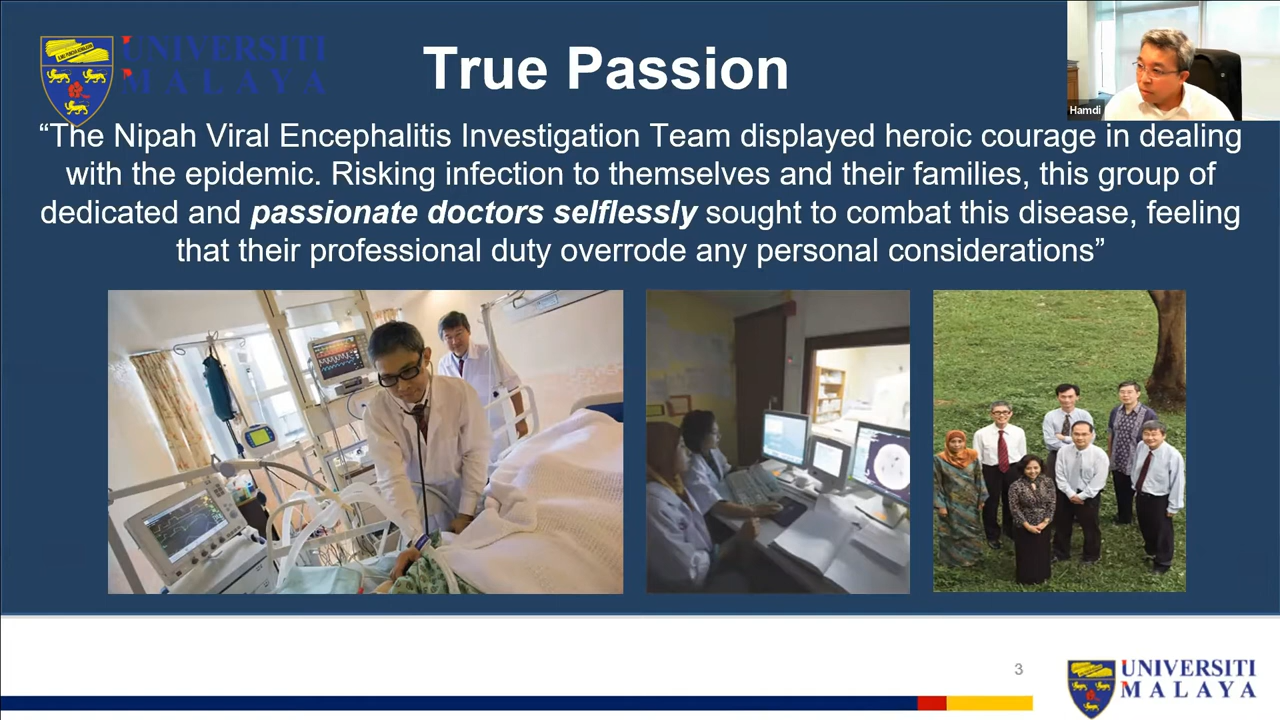 UNIVERSITI
MALAYA
True Passion
Hamdi
“The Nipah Viral Encephalitis Investigation Team displayed heroic courage in dealing
with the epidemic. Risking infection to themselves and their families, this group of
dedicated and passionate doctors selflessly sought to combat this disease, feeling
that their professional duty overrode any personal considerations”
3
UNIVERSITI
MALAYA